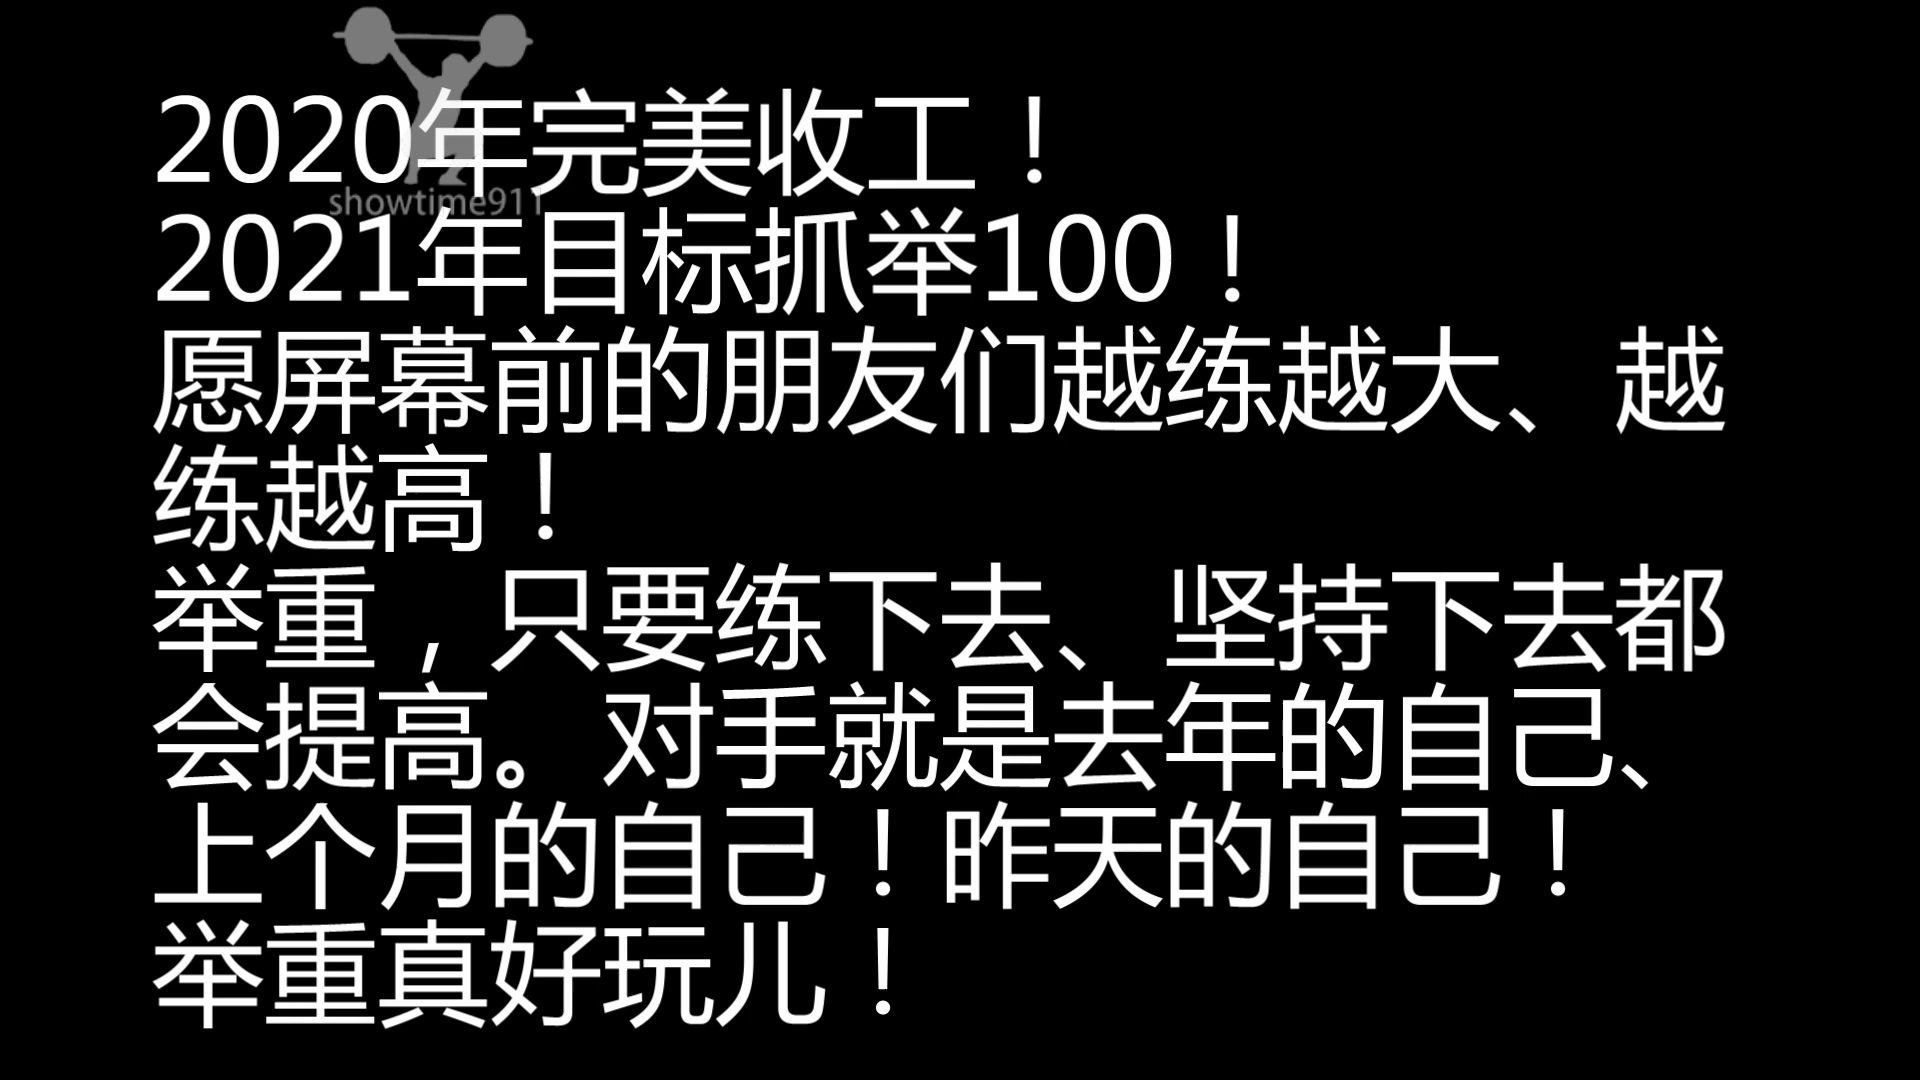 2020年完美收工！
showtime911
2021年目标抓举100！
愿屏幕前的朋友们越练越大、越
练越高！
举重，只要练下去、坚持下去都
会提高。对手就是去年的自己、
上个月的自己！昨天的自己！
举重真好玩儿！